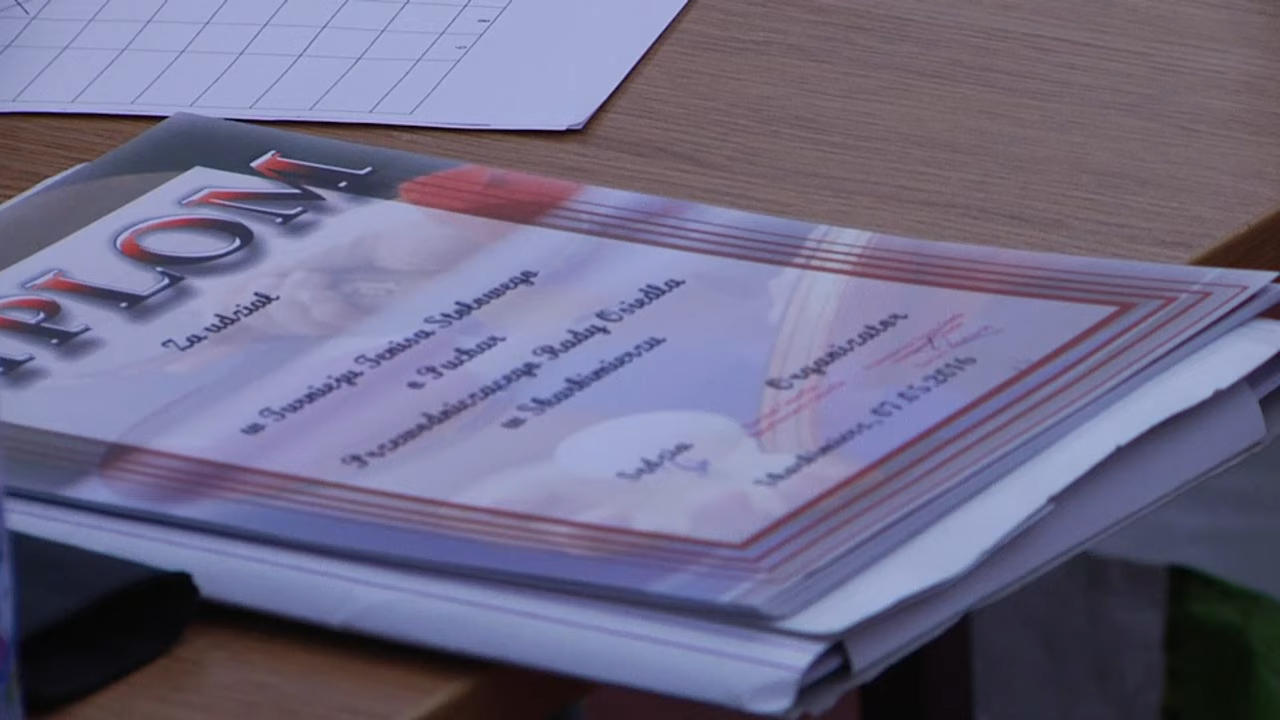 DYPLOM
Za udział
w Turnieju Tenisa Stołowego
o Puchar
Przewodniczącego Rady Osiedla
w Skarbimierzu
Organizator
Sędzia
Skarbimierz, 07.05.2016